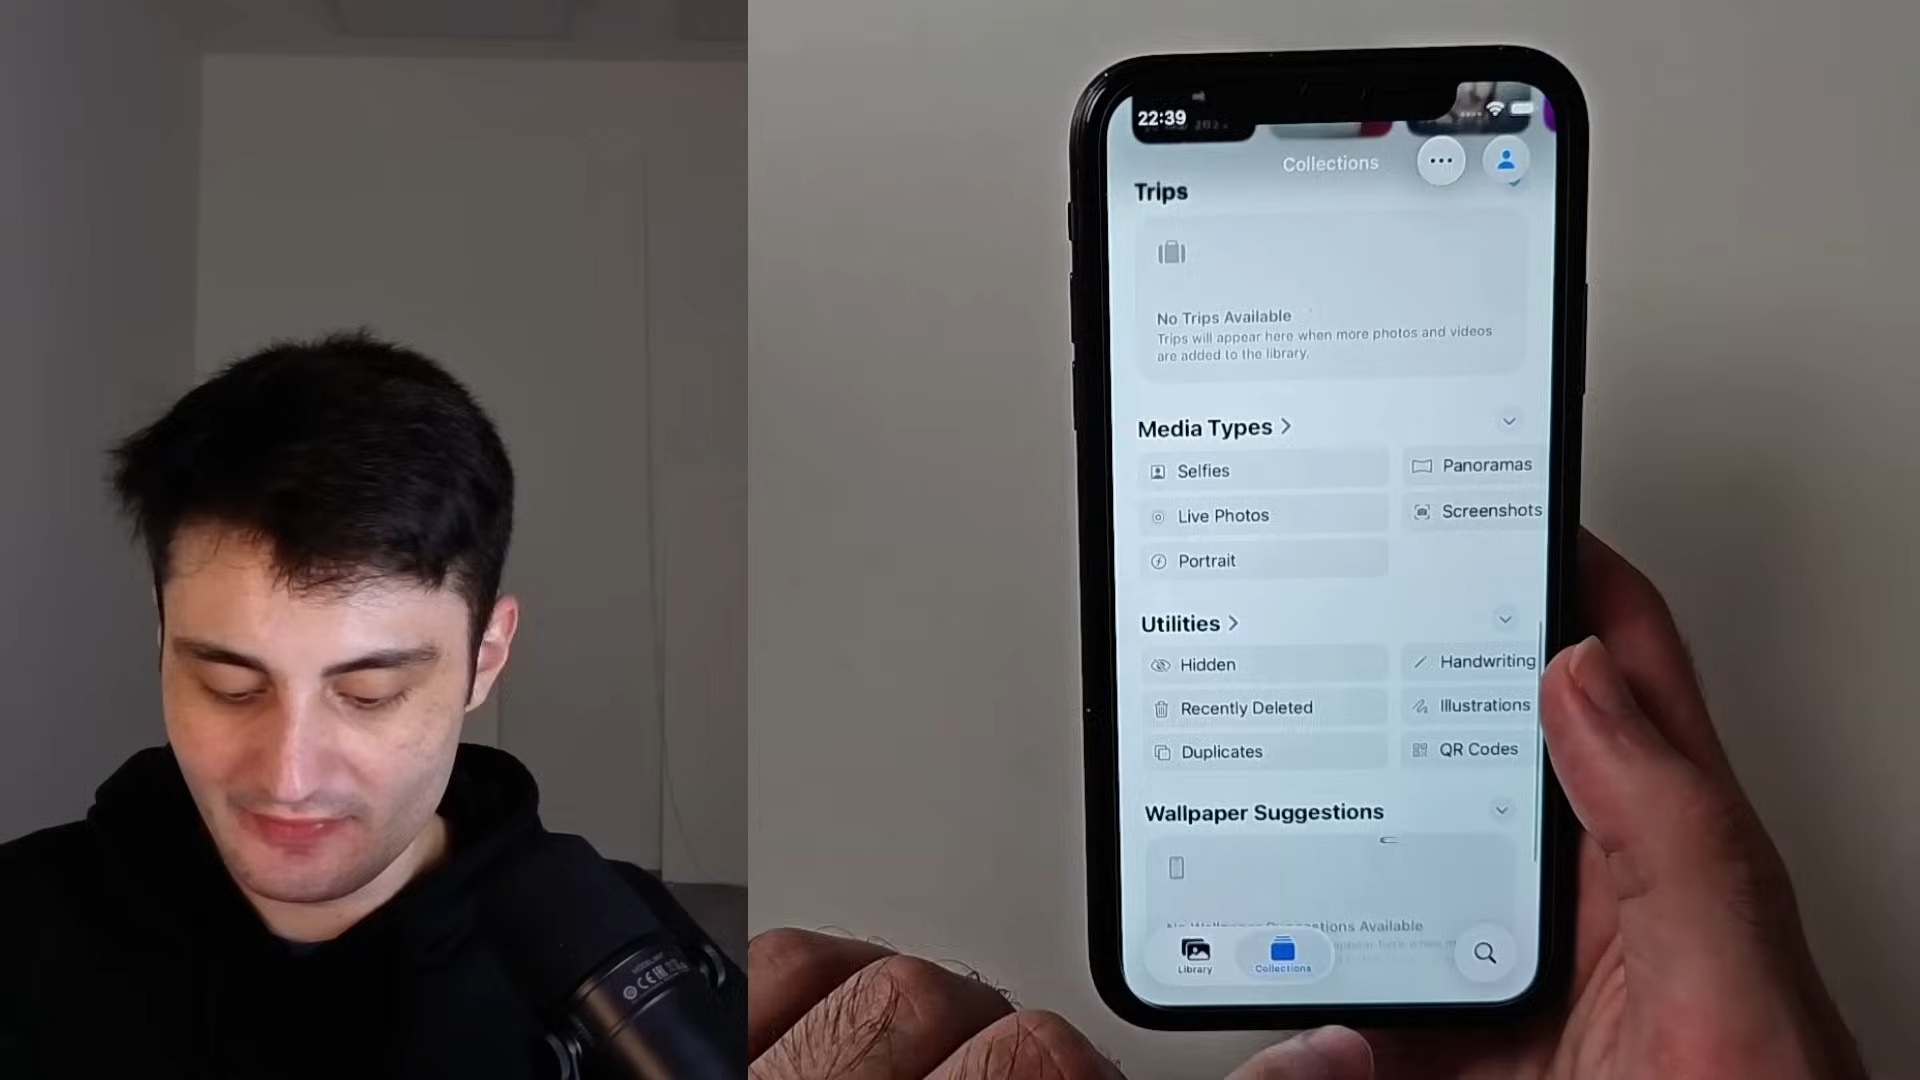 22:39
Collections
Trips
No Trips Available
Trips will appear here when more photos and videos
are added to the library.
Media Types
Selfies
Panoramas
Live Photos
Screenshots
Portrait
Utilities
Hidden
Handwriting
Recently Deleted
Illustrations
Duplicates
QR Codes
Wallpaper Suggestions
Available
Library
Collections